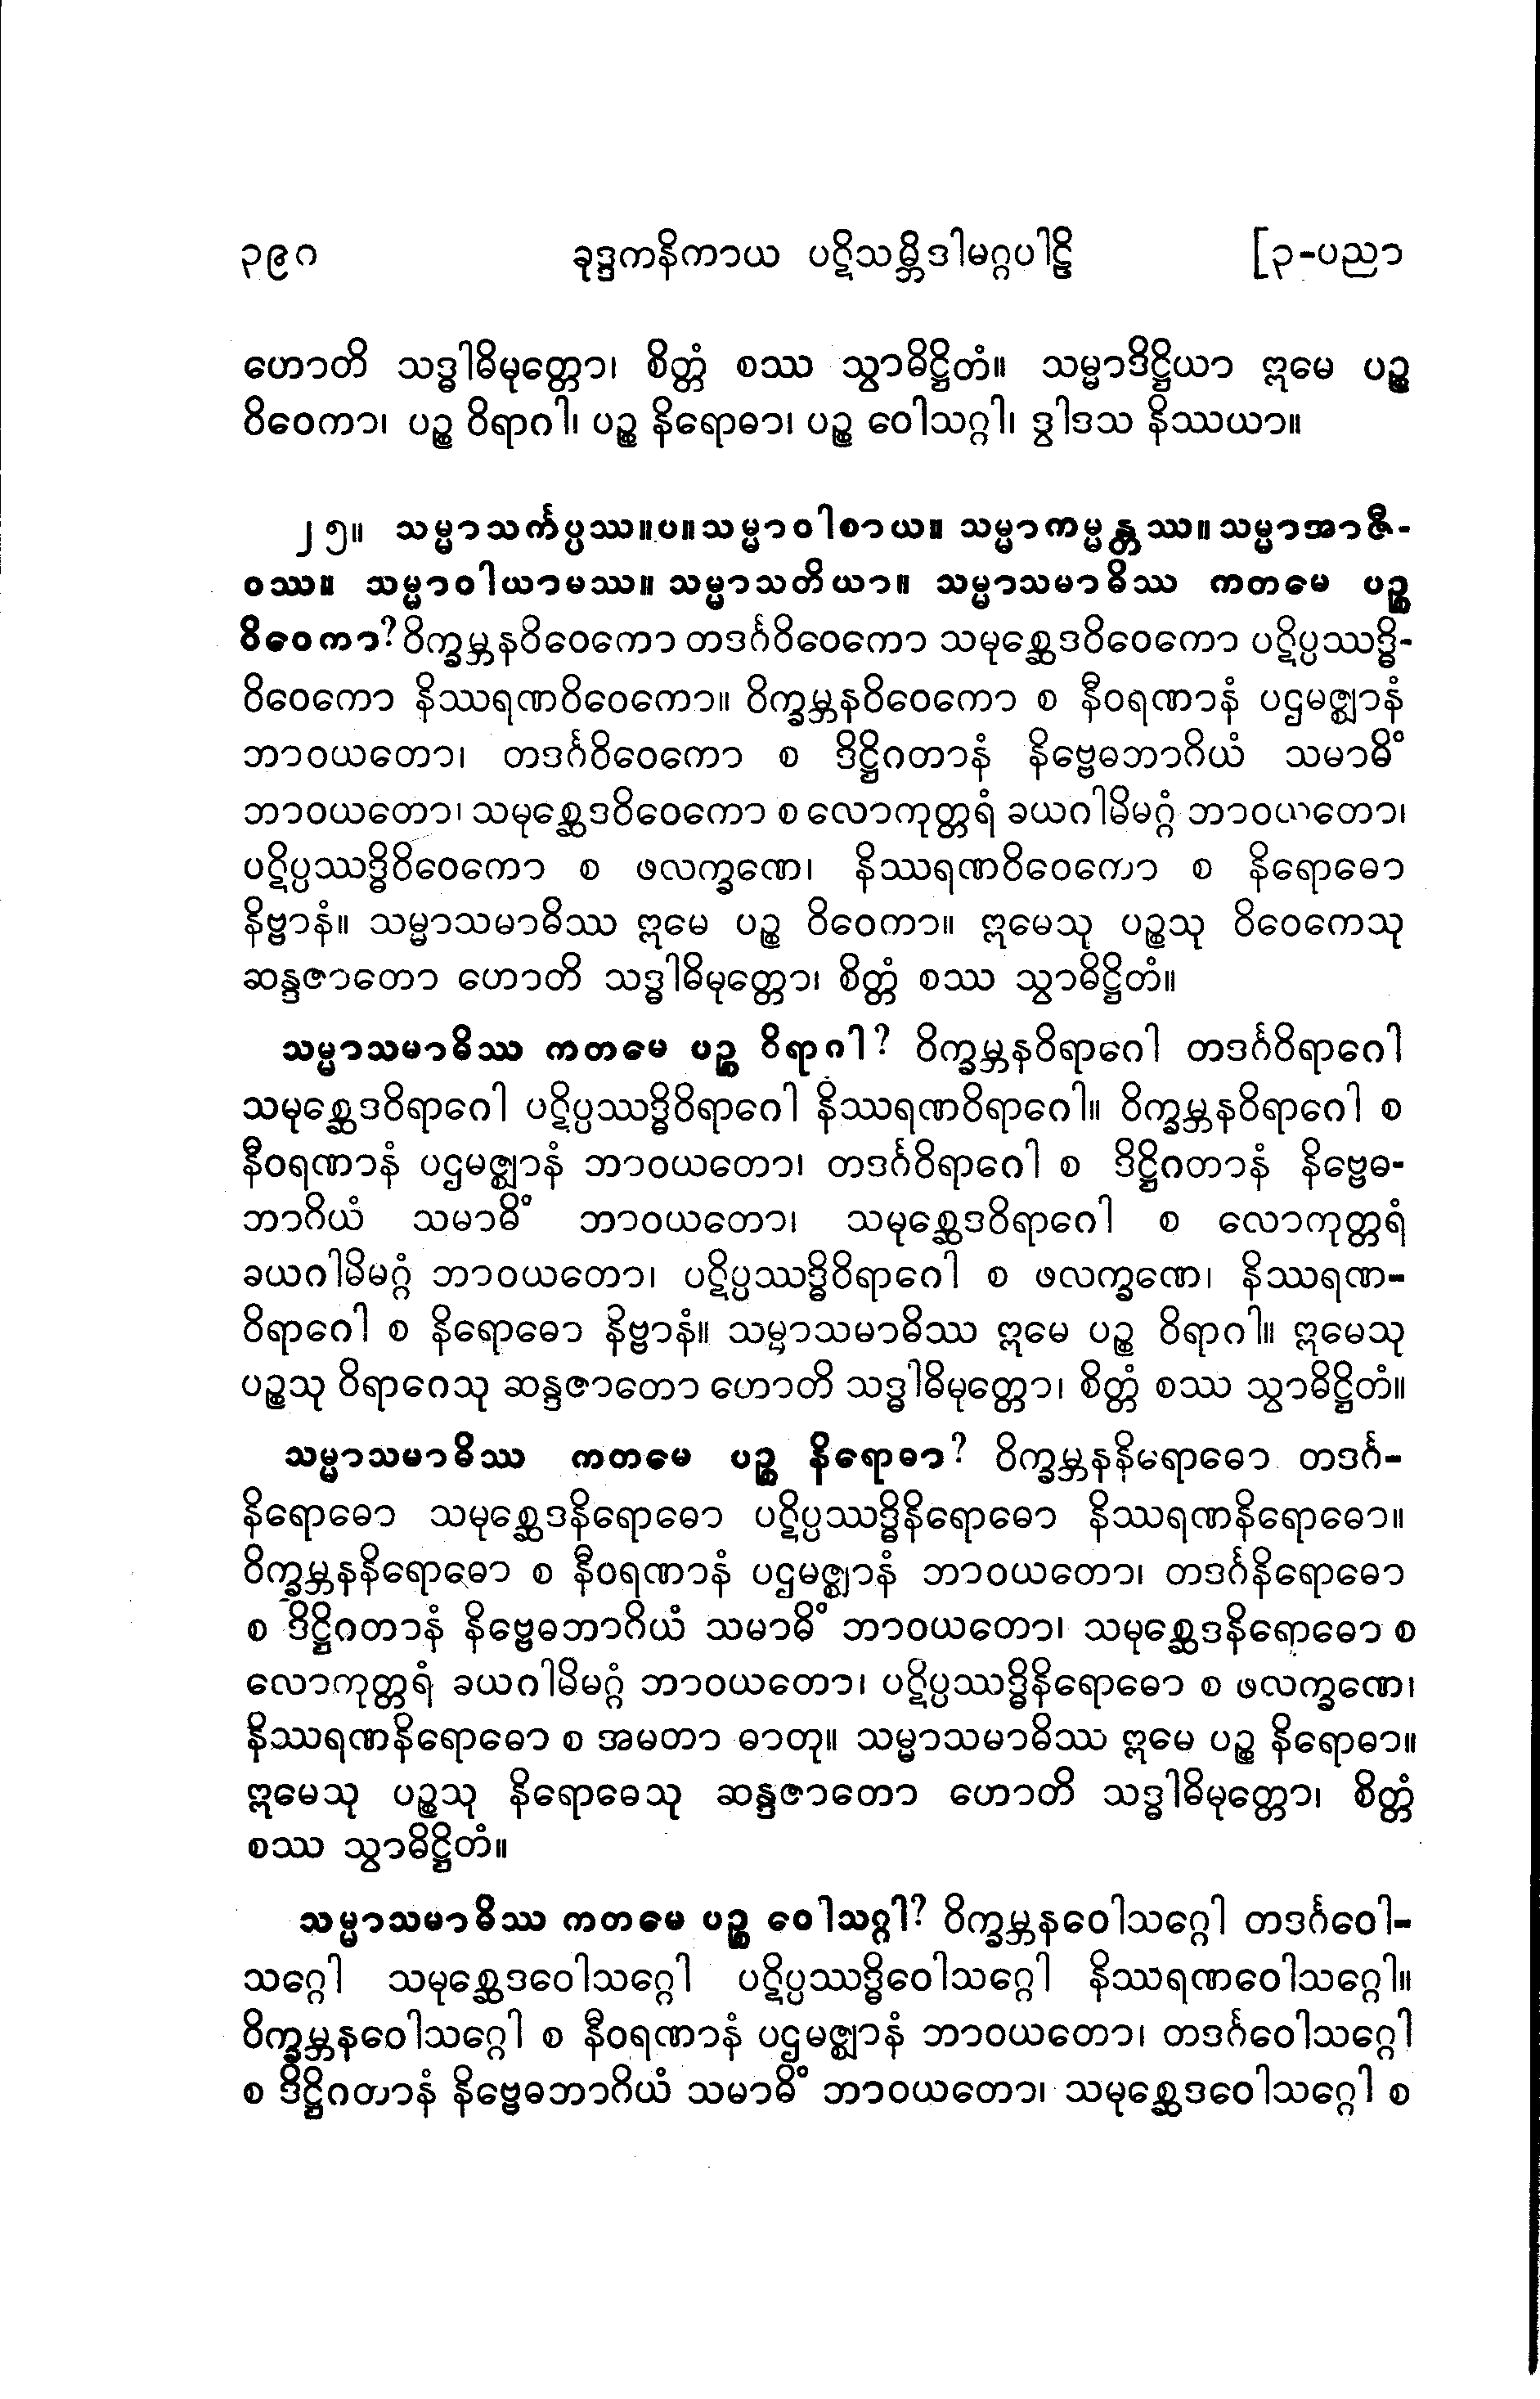 ၃၉၈ ခုဒ္ဒကနိကာယ ပဋိသမ္ဘိဒါမဂ္ဂပါဠိ [၃-ပညာ
ဟောတိ သဒ္ဓါဓိမုတ္တော၊ စိတ္တံ စဿ သွာဓိဋ္ဌိတံ။ သမ္မာဒိဋ္ဌိယာ ဣမေ ပဉ္စ
ဝိဝေကာ၊ ပဉ္စ ဝိရာဂါ၊ ပဉ္စ နိရောဓာ၊ ပဉ္စ ဝေါသဂ္ဂါ၊ ဒွါဒသ နိဿယာ။
၂၅။ သမ္မာသင်္ကပ္ပဿ။ပ။သမ္မာဝါစာယ။ သမ္မာကမ္မန္တဿ။ သမ္မာအာဇီ-
ဝဿ။ သမ္မာဝါယာမဿ။ သမ္မာသတိယာ။ သမ္မာသမာဓိဿ ကတမေ ပဉ္စ
ဝိဝေကာ? ဝိက္ခမ္ဘနဝိဝေကော တဒင်္ဂဝိဝေကော သမုစ္ဆေဒဝိဝေကော ပဋိပ္ပဿဒ္ဓိ-
ဝိဝေကော နိဿရဏဝိဝေကော။ ဝိက္ခမ္ဘနဝိဝေကော စ နီဝရဏာနံ ပဌမဇ္ဈာနံ
ဘာဝယတော၊ တဒင်္ဂဝိဝေကော စ ဒိဋ္ဌိဂတာနံ နိဗ္ဗေဓဘာဂိယံ သမာဓိံ
ဘာဝယတော၊ သမုစ္ဆေဒဝိဝေကော စ လောကုတ္တရံ ခယဂါမိမဂ္ဂံ ဘာဝယတော၊
ပဋိပ္ပဿဒ္ဓိဝိဝေကော စ ဖလက္ခဏေ၊ နိဿရဏဝိဝေကော စ နိရောဓော
နိဗ္ဗာနံ။ သမ္မာသမာဓိဿ ဣမေ ပဉ္စ ဝိဝေကာ။ ဣမေသု ပဉ္စသု ဝိဝေကေသု
ဆန္ဒဇာတော ဟောတိ သဒ္ဓါဓိမုတ္တော၊ စိတ္တံ စဿ သွာဓိဋ္ဌိတံ။
သမ္မာသမာဓိဿ ကတမေ ပဉ္စ ဝိရာဂါ? ဝိက္ခမ္ဘနဝိရာဂေါ တဒင်္ဂဝိရာဂေါ
သမုစ္ဆေဒဝိရာဂေါ ပဋိပ္ပဿဒ္ဓိဝိရာဂေါ နိဿရဏဝိရာဂေါ။ ဝိက္ခမ္ဘနဝိရာဂေါ စ
နီဝရဏာနံ ပဌမဇ္ဈာနံ ဘာဝယတော၊ တဒင်္ဂဝိရာဂေါ စ ဒိဋ္ဌိဂတာနံ နိဗ္ဗေဓ-
ဘာဂိယံ သမာဓိံ ဘာဝယတော၊ သမုစ္ဆေဒဝိရာဂေါ စ လောကုတ္တရံ
ခယဂါမိမဂ္ဂံ ဘာဝယတော၊ ပဋိပ္ပဿဒ္ဓိဝိရာဂေါ စ ဖလက္ခဏေ၊ နိဿရဏ-
ဝိရာဂေါ စ နိရောဓော နိဗ္ဗာနံ။ သမ္မာသမာဓိဿ ဣမေ ပဉ္စ ဝိရာဂါ။ ဣမေသု
ပဉ္စသု ဝိရာဂေသု ဆန္ဒဇာတော ဟောတိ သဒ္ဓါဓိမုတ္တော၊ စိတ္တံ စဿ သွာဓိဋ္ဌိတံ။
သမ္မာသမာဓိဿ ကတမေ ပဉ္စ နိရောဓာ? ဝိက္ခမ္ဘနနိရောဓော တဒင်္ဂ-
နိရောဓော သမုစ္ဆေဒနိရောဓော ပဋိပ္ပဿဒ္ဓိနိရောဓော နိဿရဏနိရောဓော။
ဝိက္ခမ္ဘနနိရောဓော စ နီဝရဏာနံ ပဌမဇ္ဈာနံ ဘာဝယတော၊ တဒင်္ဂနိရောဓော
စ ဒိဋ္ဌိဂတာနံ နိဗ္ဗေဓဘာဂိယံ သမာဓိံ ဘာဝယတော၊ သမုစ္ဆေဒနိရောဓော စ
လောကုတ္တရံ ခယဂါမိမဂ္ဂံ ဘာဝယတော၊ ပဋိပ္ပဿဒ္ဓိနိရောဓော စ ဖလက္ခဏေ၊
နိဿရဏနိရောဓော စ အမတာ ဓာတု။ သမ္မာသမာဓိဿ ဣမေ ပဉ္စ နိရောဓာ။
ဣမေသု ပဉ္စသု နိရောဓေသု ဆန္ဒဇာတော ဟောတိ သဒ္ဓါဓိမုတ္တော၊ စိတ္တံ
စဿ သွာဓိဋ္ဌိတံ။
သမ္မာသမာဓိဿ ကတမေ ပဉ္စ ဝေါသဂ္ဂါ? ဝိက္ခမ္ဘနဝေါသဂ္ဂေါ တဒင်္ဂဝေါ-
သဂ္ဂေါ သမုစ္ဆေဒဝေါသဂ္ဂေါ ပဋိပ္ပဿဒ္ဓိဝေါသဂ္ဂေါ နိဿရဏဝေါသဂ္ဂေါ။
ဝိက္ခမ္ဘနဝေါသဂ္ဂေါ စ နီဝရဏာနံ ပဌမဇ္ဈာနံ ဘာဝယတော၊ တဒင်္ဂဝေါသဂ္ဂေါ
စ ဒိဋ္ဌိဂတာနံ နိဗ္ဗေဓဘာဂိယံ သမာဓိံ ဘာဝယတော၊ သမုစ္ဆေဒဝေါသဂ္ဂေါ စ